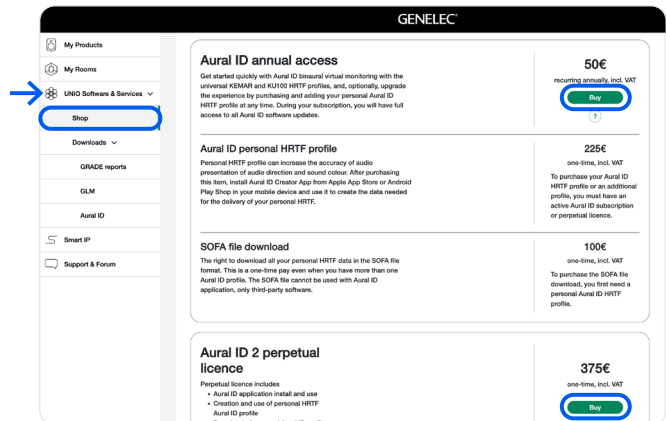 GENELEC®
My Products
My Rooms
UNIO Software & Services
Shop
Downloads
GRADE reports
GLM
Aural ID
Smart IP
Support & Forum
Aural ID annual access
Get started quickly with Aural ID binaural virtual monitoring with the
universal KEMAR and KU100 HRTF profiles, and, optionally, upgrade
the experience by purchasing and adding your personal Aural ID
HRTF profile at any time. During your subscription, you will have full
access to all Aural ID software updates.
50€
recurring annually, incl. VAT
Buy
?
Aural ID personal HRTF profile
Personal HRTF profile can increase the accuracy of audio
presentation of audio direction and sound colour. After purchasing
this item, install Aural ID Creator App from Apple App Store or Android
Play Shop in your mobile device and use it to create the data needed
for the delivery of your personal HRTF.
225€
one-time, incl. VAT
To purchase your Aural ID
HRTF profile or an additional
profile, you must have an
active Aural ID subscription
or perpetual licence.
SOFA file download
The right to download all your personal HRTF data in the SOFA file
format. This is a one-time pay even when you have more than one
Aural ID profile. The SOFA file cannot be used with Aural ID
application, only third-party software.
100€
one-time, incl. VAT
To purchase the SOFA file
download, you first need a
personal Aural ID HRTF
profile.
Aural ID 2 perpetual
licence
Perpetual licence includes
• Aural ID application install and use
• Creation and use of personal HRTF
Aural ID profile
375€
one-time, incl. VAT
Buy